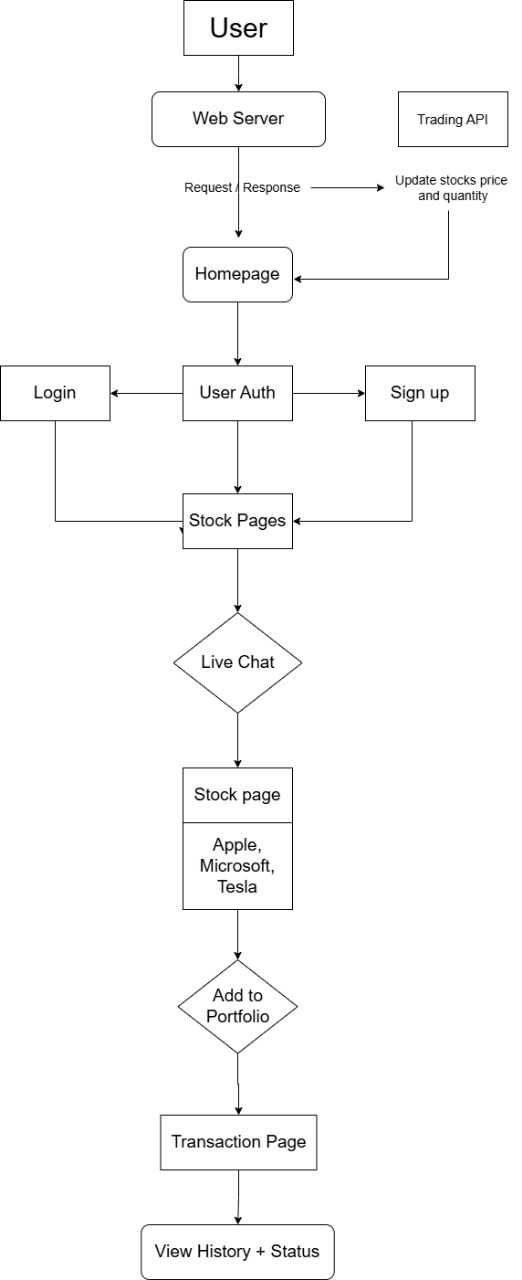 User
Web Server
Trading API
Request / Response
Update stocks price
and quantity
Homepage
Login
User Auth
Sign up
Stock Pages
Live Chat
Stock page
Apple,
Microsoft,
Tesla
Add to
Portfolio
Transaction Page
View History + Status